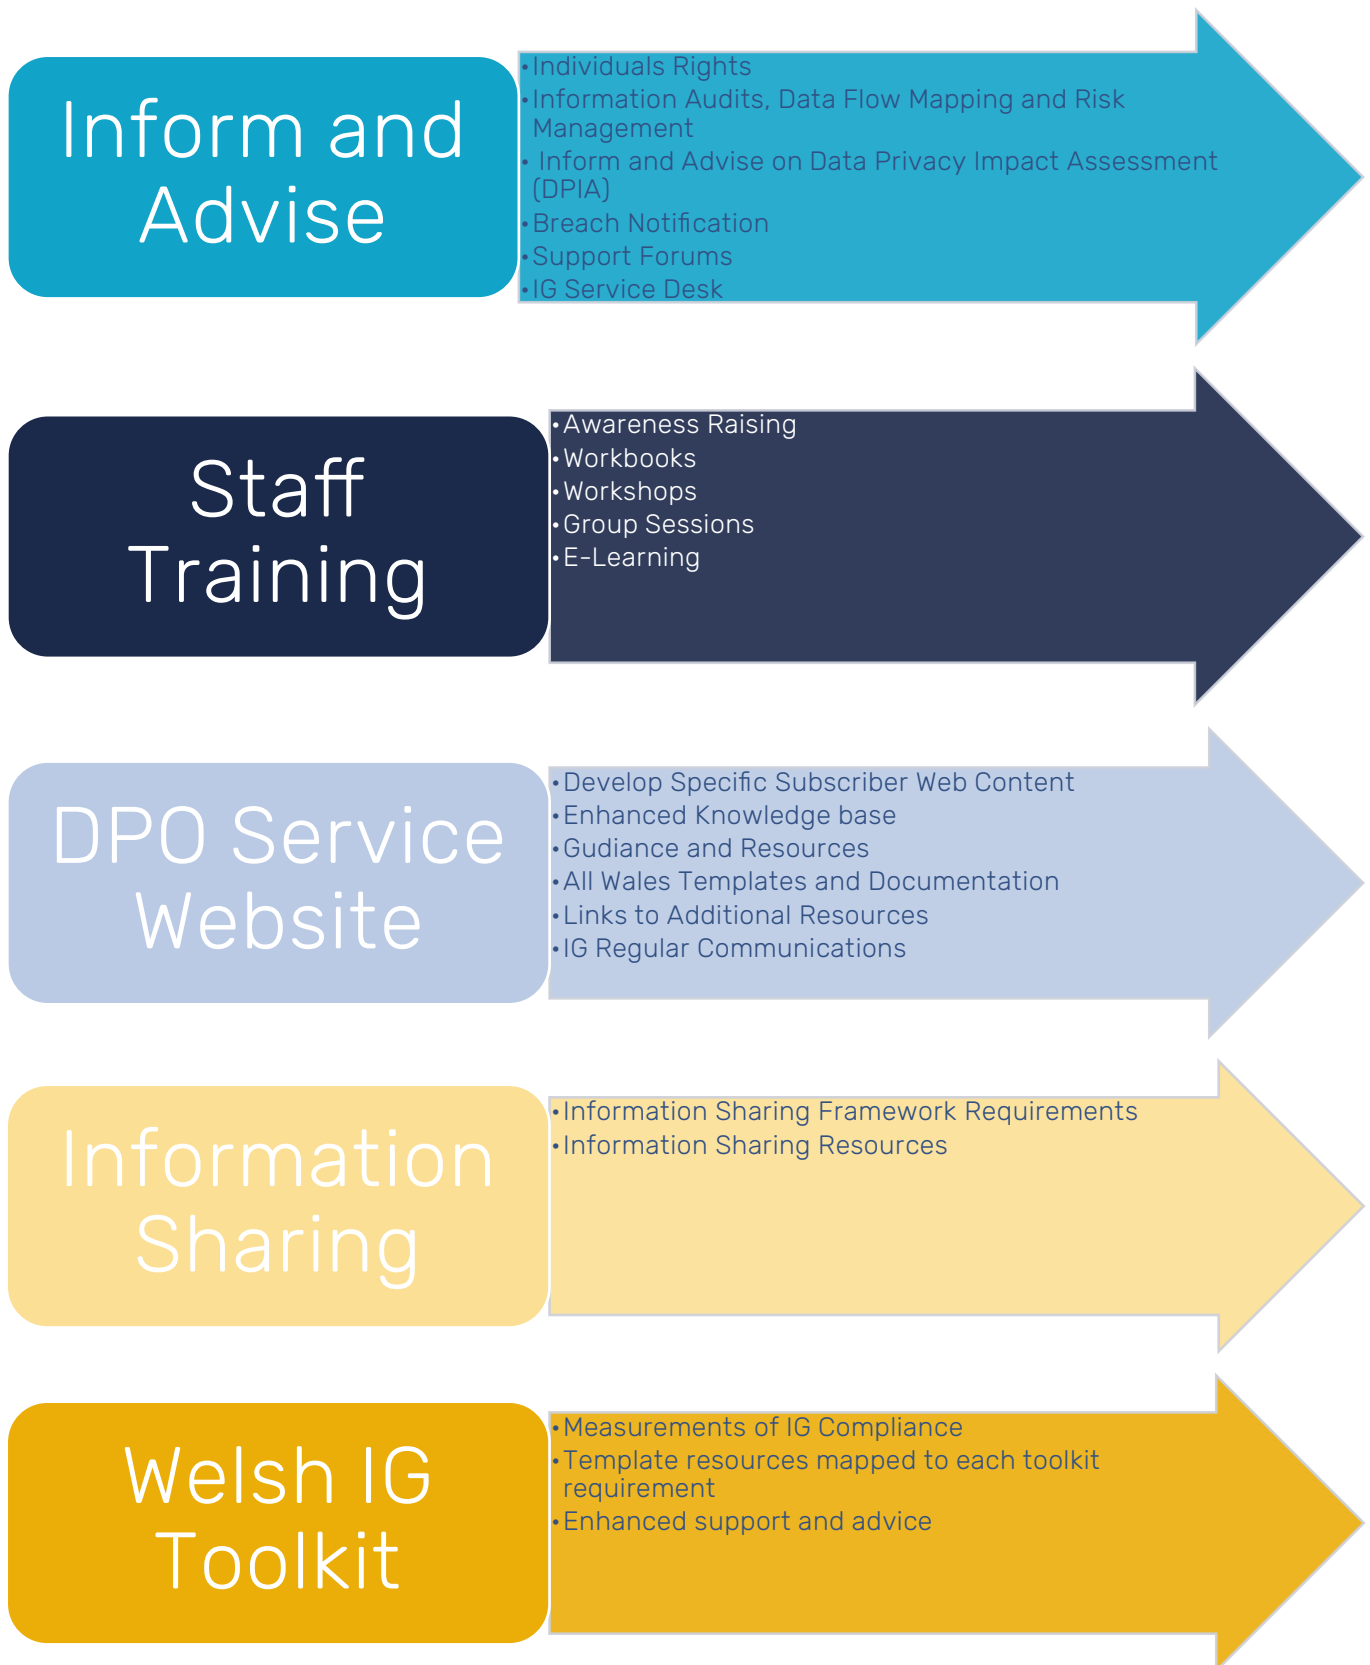 Inform and
Advise
•Individuals Rights
•Information Audits, Data Flow Mapping and Risk
Management
• Inform and Advise on Data Privacy Impact Assessment
(DPIA)
•Breach Notification
•Support Forums
•IG Service Desk
Staff
Training
•Awareness Raising
•Workbooks
•Workshops
•Group Sessions
•E-Learning
DPO Service
Website
•Develop Specific Subscriber Web Content
•Enhanced Knowledge base
•Gudiance and Resources
•All Wales Templates and Documentation
•Links to Additional Resources
•IG Regular Communications
Information
Sharing
•Information Sharing Framework Requirements
•Information Sharing Resources
Welsh IG
Toolkit
•Measurements of IG Compliance
•Template resources mapped to each toolkit
requirement
•Enhanced support and advice